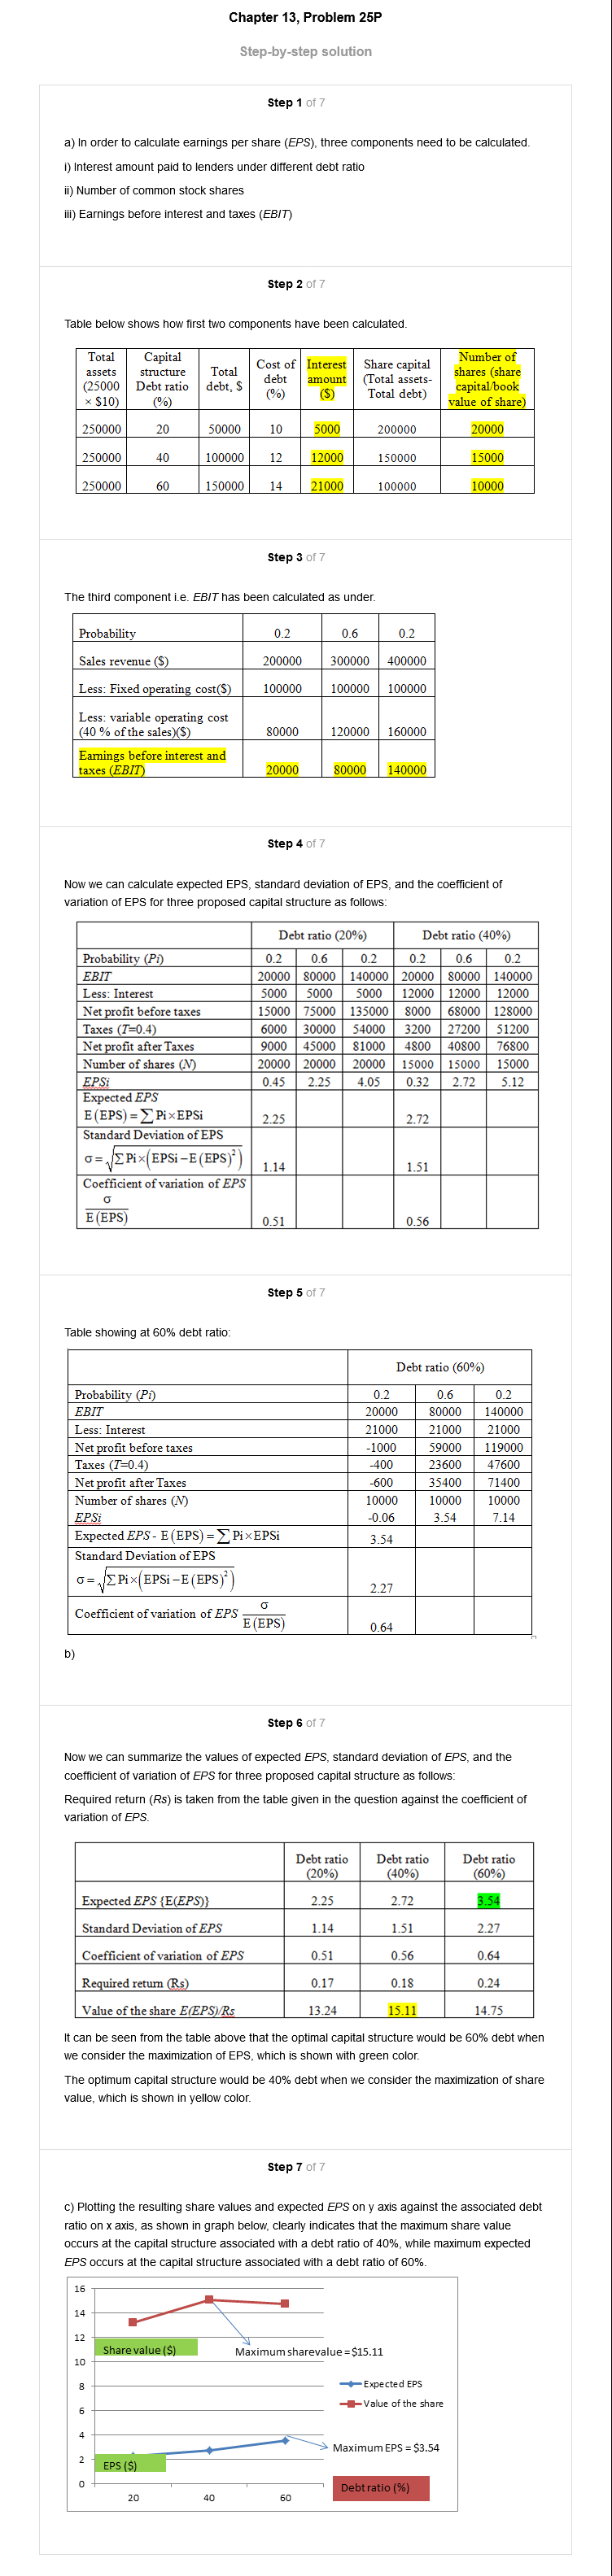 Chapter 13, Problem 25P
Step-by-step solution
Step 1 of 7
a) In order to calculate earnings per share (EPS), three components need to be calculated.
i) Interest amount paid to lenders under different debt ratio
ii) Number of common stock shares
iii) Earnings before interest and taxes (EBIT)
Step 2 of 7
Table below shows how first two components have been calculated.
Total assets (25000 × $10) Capital structure Debt ratio (%) Total debt, $ Cost of debt (%) Interest amount ($) Share capital (Total assets-Total debt) Number of shares (share capital/book value of share)
250000 20 50000 10 5000 200000 20000
250000 40 100000 12 12000 150000 15000
250000 60 150000 14 21000 100000 10000
Step 3 of 7
The third component i.e. EBIT has been calculated as under.
Probability 0.2 0.6 0.2
Sales revenue ($) 200000 300000 400000
Less: Fixed operating cost($) 100000 100000 100000
Less: variable operating cost
(40 % of the sales)($) 80000 120000 160000
Earnings before interest and
taxes (EBIT) 20000 80000 140000
Step 4 of 7
Now we can calculate expected EPS, standard deviation of EPS, and the coefficient of
variation of EPS for three proposed capital structure as follows:
Debt ratio (20%) Debt ratio (40%)
Probability (Pi) 0.2 0.6 0.2 0.2 0.6 0.2
EBIT 20000 80000 140000 20000 80000 140000
Less: Interest 5000 5000 5000 12000 12000 12000
Net profit before taxes 15000 75000 135000 8000 68000 128000
Taxes (T=0.4) 6000 30000 54000 3200 27200 51200
Net profit after Taxes 9000 45000 81000 4800 40800 76800
Number of shares (N) 20000 20000 20000 15000 15000 15000
EPSi 0.45 2.25 4.05 0.32 2.72 5.12
Expected EPS
E(EPS)=∑Pi×EPSi 2.25 2.72
Standard Deviation of EPS
σ=√(∑Pi×(EPSi−E(EPS)²)) 1.14 1.51
Coefficient of variation of EPS
σ
E(EPS) 0.51 0.56
Step 5 of 7
Table showing at 60% debt ratio:
Debt ratio (60%)
Probability (Pi) 0.2 0.6 0.2
EBIT 20000 80000 140000
Less: Interest 21000 21000 21000
Net profit before taxes -1000 59000 119000
Taxes (T=0.4) -400 23600 47600
Net profit after Taxes -600 35400 71400
Number of shares (N) 10000 10000 10000
EPSi -0.06 3.54 7.14
Expected EPS - E(EPS)=∑Pi×EPSi 3.54
Standard Deviation of EPS
σ=√(∑Pi×(EPSi−E(EPS)²)) 2.27
Coefficient of variation of EPS σ/E(EPS) 0.64
b)
Step 6 of 7
Now we can summarize the values of expected EPS, standard deviation of EPS, and the
coefficient of variation of EPS for three proposed capital structure as follows:
Required return (Rs) is taken from the table given in the question against the coefficient of
variation of EPS.
Debt ratio (20%) Debt ratio (40%) Debt ratio (60%)
Expected EPS {E(EPS)} 2.25 2.72 3.54
Standard Deviation of EPS 1.14 1.51 2.27
Coefficient of variation of EPS 0.51 0.56 0.64
Required return (Rs) 0.17 0.18 0.24
Value of the share E(EPS)/Rs 13.24 15.11 14.75
It can be seen from the table above that the optimal capital structure would be 60% debt when
we consider the maximization of EPS, which is shown with green color.
The optimum capital structure would be 40% debt when we consider the maximization of share
value, which is shown in yellow color.
Step 7 of 7
c) Plotting the resulting share values and expected EPS on y axis against the associated debt
ratio on x axis, as shown in graph below, clearly indicates that the maximum share value
occurs at the capital structure associated with a debt ratio of 40%, while maximum expected
EPS occurs at the capital structure associated with a debt ratio of 60%.
16
14
12
Share value ($) Maximum sharevalue = $15.11
10
8 Expected EPS
Value of the share
6
4
Maximum EPS = $3.54
2
EPS ($)
0 Debt ratio (%)
20 40 60